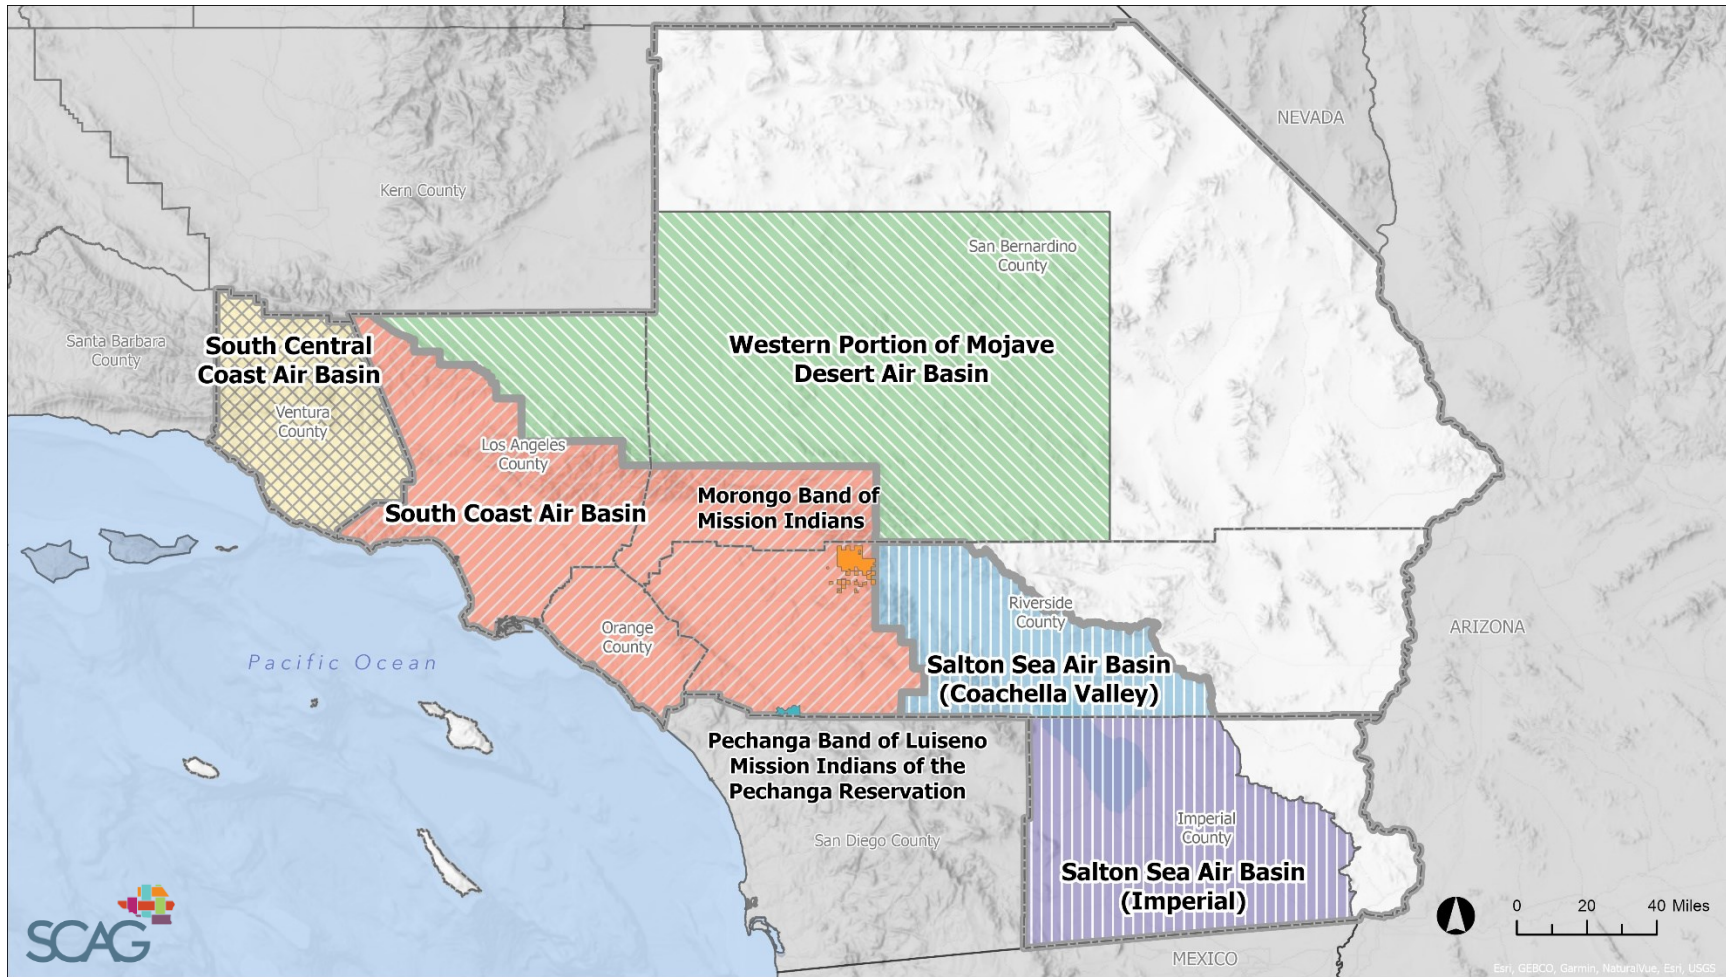 NEVADA
Kern County
San Bernardino
County
Santa Barbara
County
South Central
Coast Air Basin
Western Portion of Mojave
Desert Air Basin
Ventura
County
Los Angeles
County
Morongo Band of
Mission Indians
South Coast Air Basin
Riverside
County
Orange
County
ARIZONA
Pacific Ocean
Salton Sea Air Basin
(Coachella Valley)
Pechanga Band of Luiseno
Mission Indians of the
Pechanga Reservation
San Diego County
Imperial
County
Salton Sea Air Basin
(Imperial)
0 20 40 Miles
SCAG
MEXICO
Esri, GEBCO, Garmin, NaturalVue, Esri, USGS